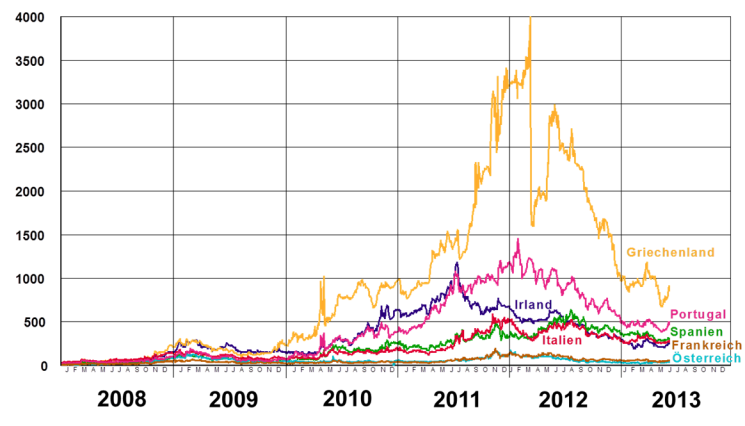 4000
3500
3000
2500
2000
1500
1000
500
0
Griechenland
Irland
Portugal
Spanien
Italien
Frankreich
Österreich
J F M A M J J A S O N D J F M A M J J A S O N D J F M A M J J A S O N D J F M A M J J A S O N D J F M A M J J A S O N D J F M A M J J A S O N D
2008 2009 2010 2011 2012 2013